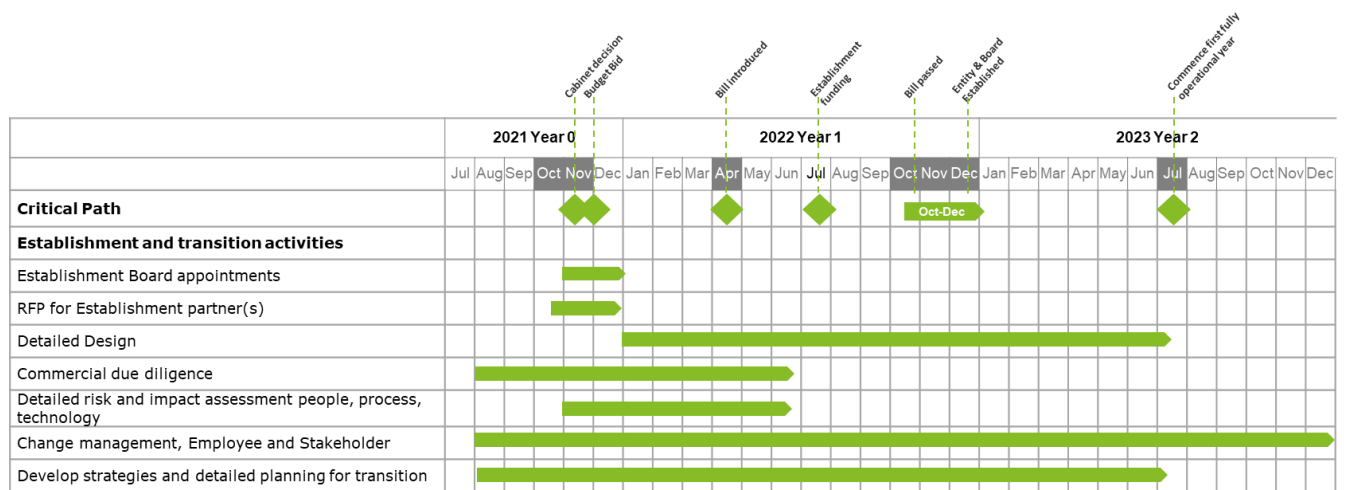 Cabinet decision
Budget Bid
Bill introduced
Establishment
funding
Bill passed
Entity & Board
Established
Commence first fully
operational year
2021 Year 0
2022 Year 1
2023 Year 2
Jul Aug Sep Oct Nov Dec Jan Feb Mar Apr May Jun Jul Aug Sep Oct Nov Dec Jan Feb Mar Apr May Jun Jul Aug Sep Oct Nov Dec
Critical Path
Oct-Dec
Establishment and transition activities
Establishment Board appointments
RFP for Establishment partner(s)
Detailed Design
Commercial due diligence
Detailed risk and impact assessment people, process,
technology
Change management, Employee and Stakeholder
Develop strategies and detailed planning for transition